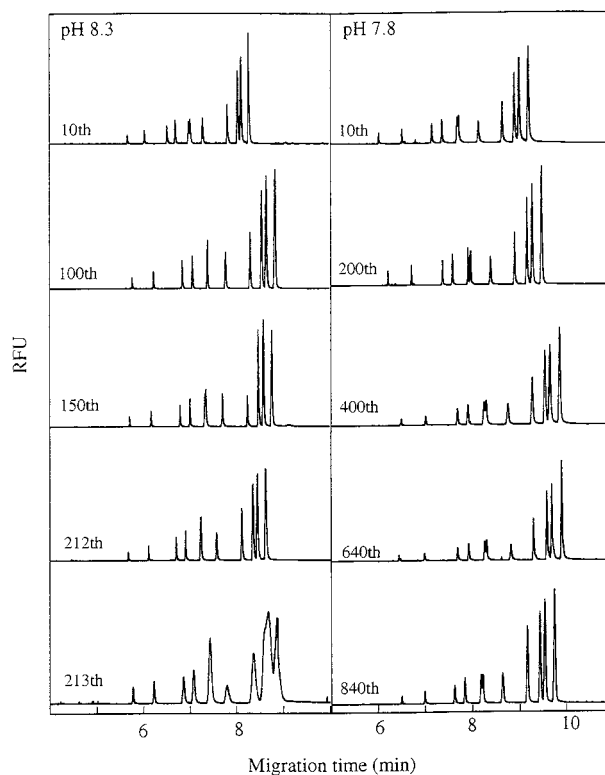 pH 8.3
pH 7.8
10th
10th
100th
200th
150th
400th
212th
640th
213th
840th
RFU
6
8
6
8
10
Migration time (min)